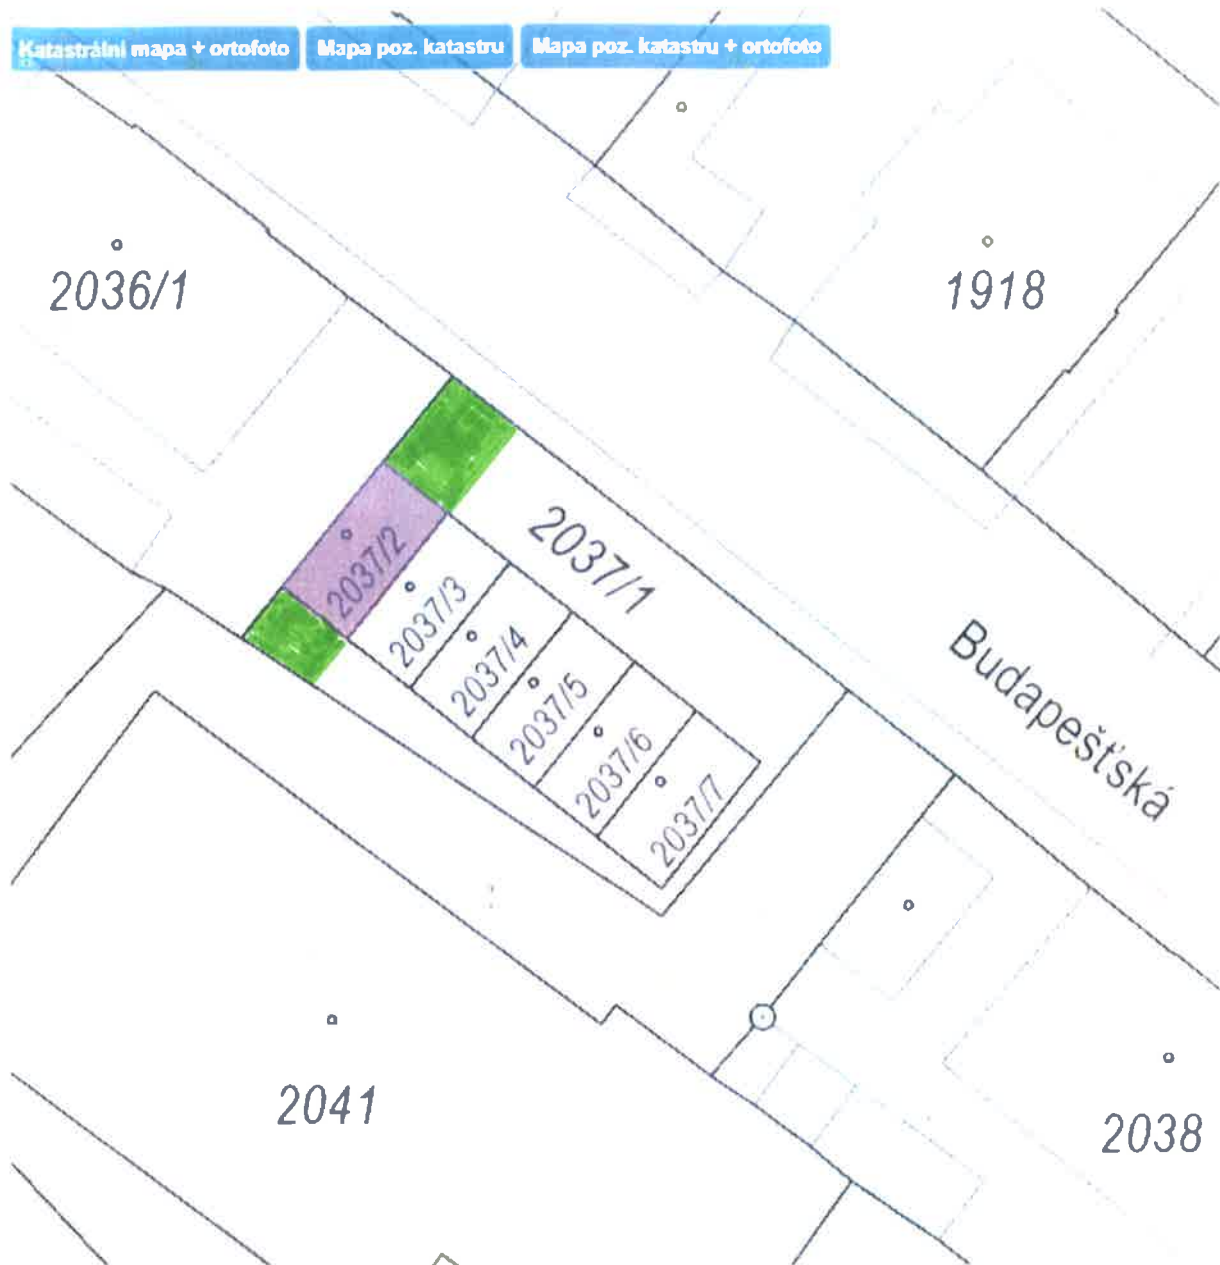 Katastrální mapa + ortofoto
Mapa poz. katastru
Mapa poz. katastru + ortofoto
2036/1
1918
2037/1
2037/2
2037/3
2037/4
2037/5
2037/6
2037/7
Budapešťská
2041
2038